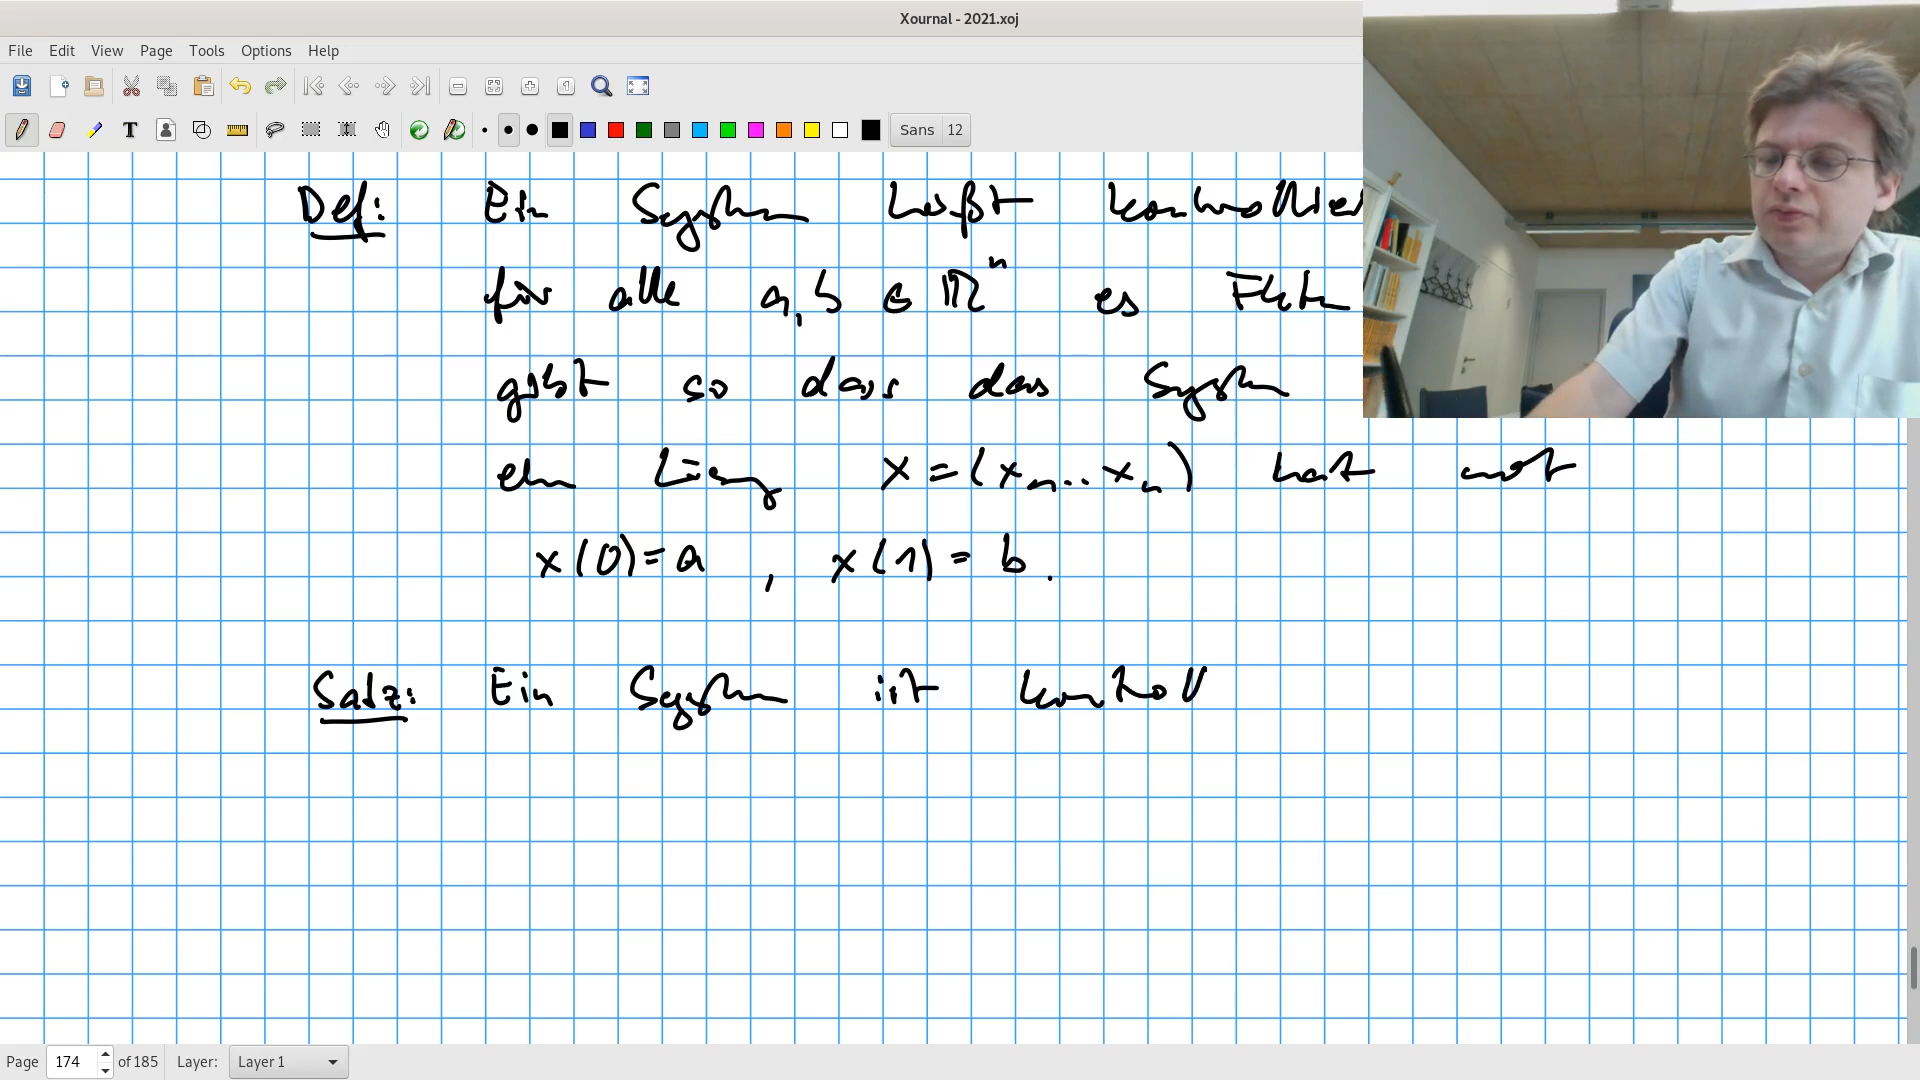 Xournal - 2021.xoj
File Edit View Page Tools Options Help
Sans 12
Def: Ein System heißt kontrollier
für alle a, b ∈ ℝⁿ es Fktn
gibt so dass das System
eine Lösung x = (x₁ .. xₙ) hat mit
x(0) = a , x(1) = b .
Satz: Ein System ist kontroll
Page 174 of 185 Layer: Layer 1